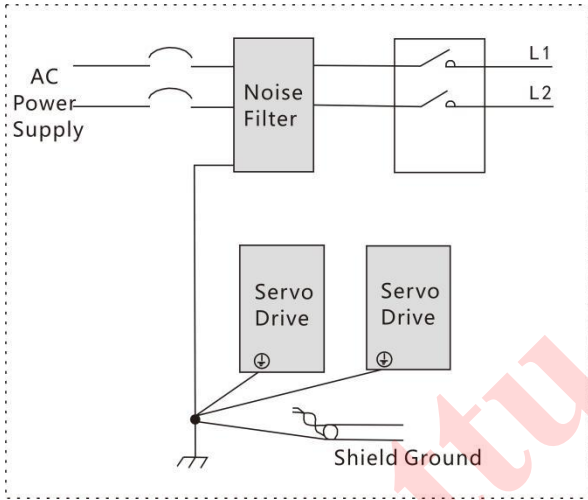 AC
Power
Supply
Noise
Filter
L1
L2
Servo
Drive
Servo
Drive
Shield Ground